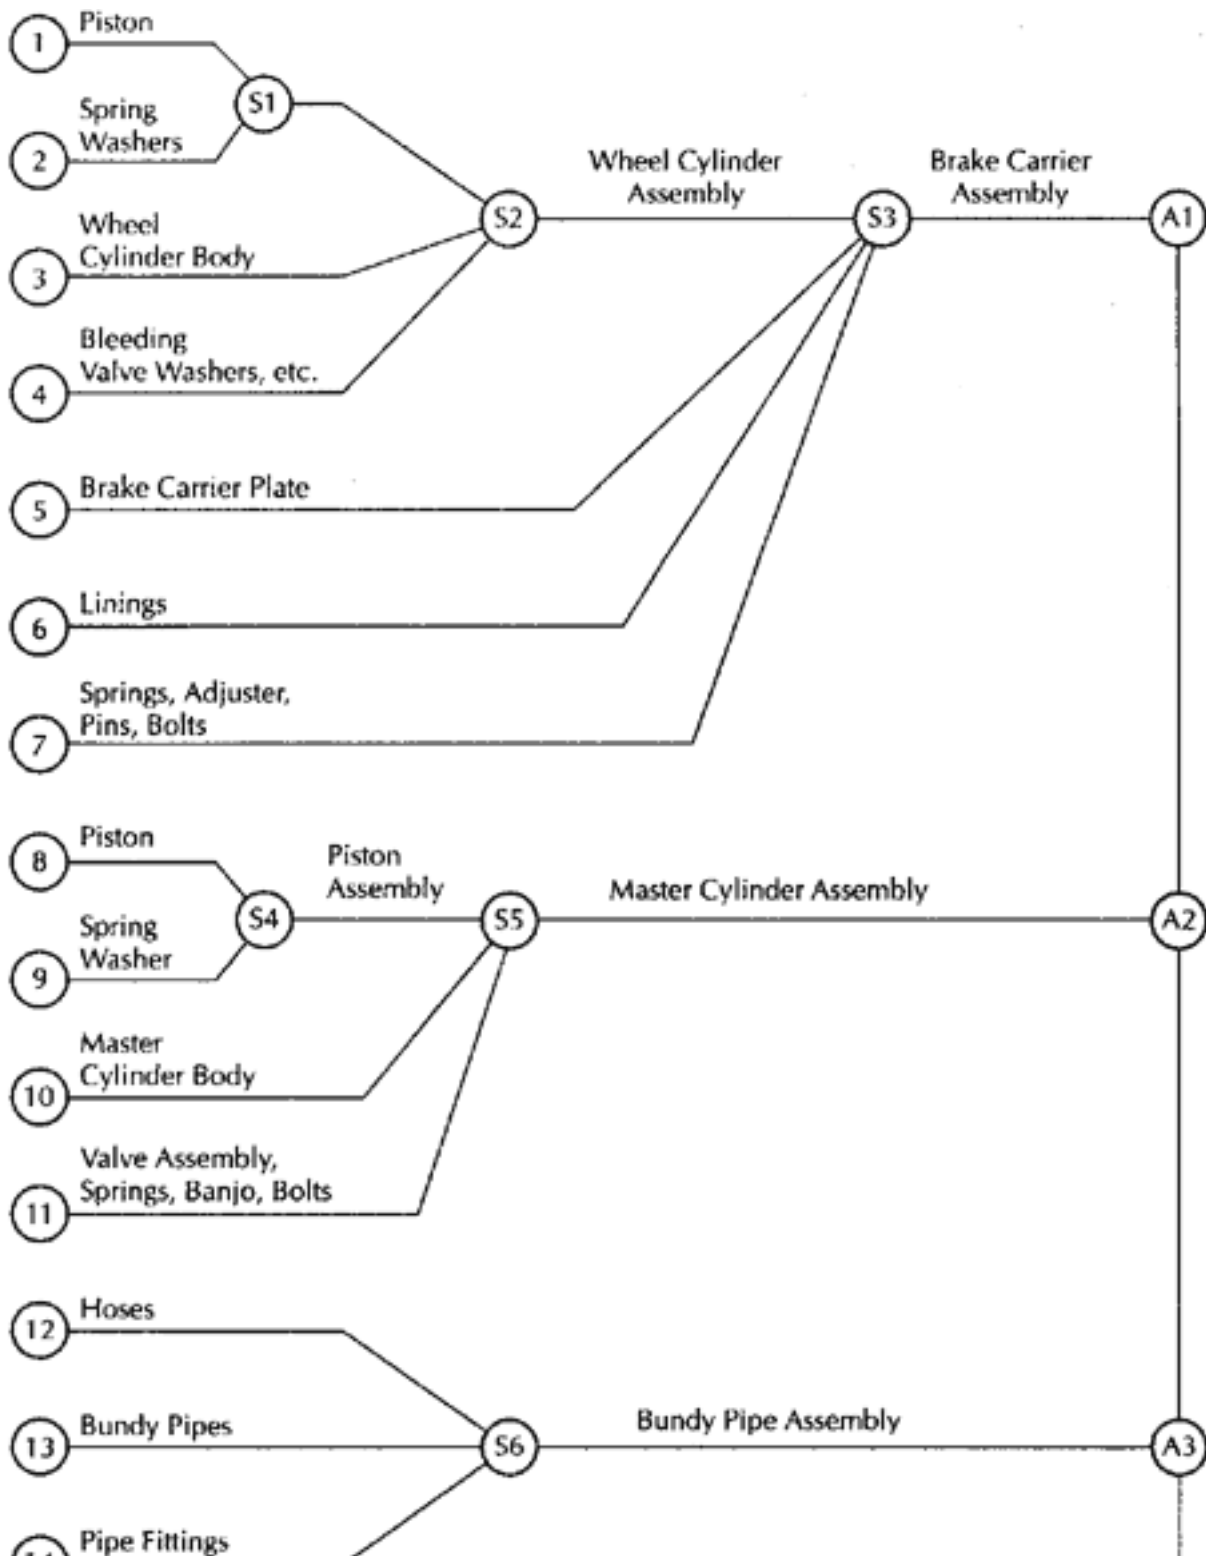 Piston
1
S1
Spring
Washers
2
Wheel Cylinder
Assembly
Brake Carrier
Assembly
S2
S3
A1
Wheel
Cylinder Body
3
Bleeding
Valve Washers, etc.
4
Brake Carrier Plate
5
Linings
6
Springs, Adjuster,
Pins, Bolts
7
Piston
8
Piston
Assembly
Master Cylinder Assembly
S4
S5
A2
Spring
Washer
9
Master
Cylinder Body
10
Valve Assembly,
Springs, Banjo, Bolts
11
Hoses
12
Bundy Pipes
13
Bundy Pipe Assembly
S6
A3
Pipe Fittings